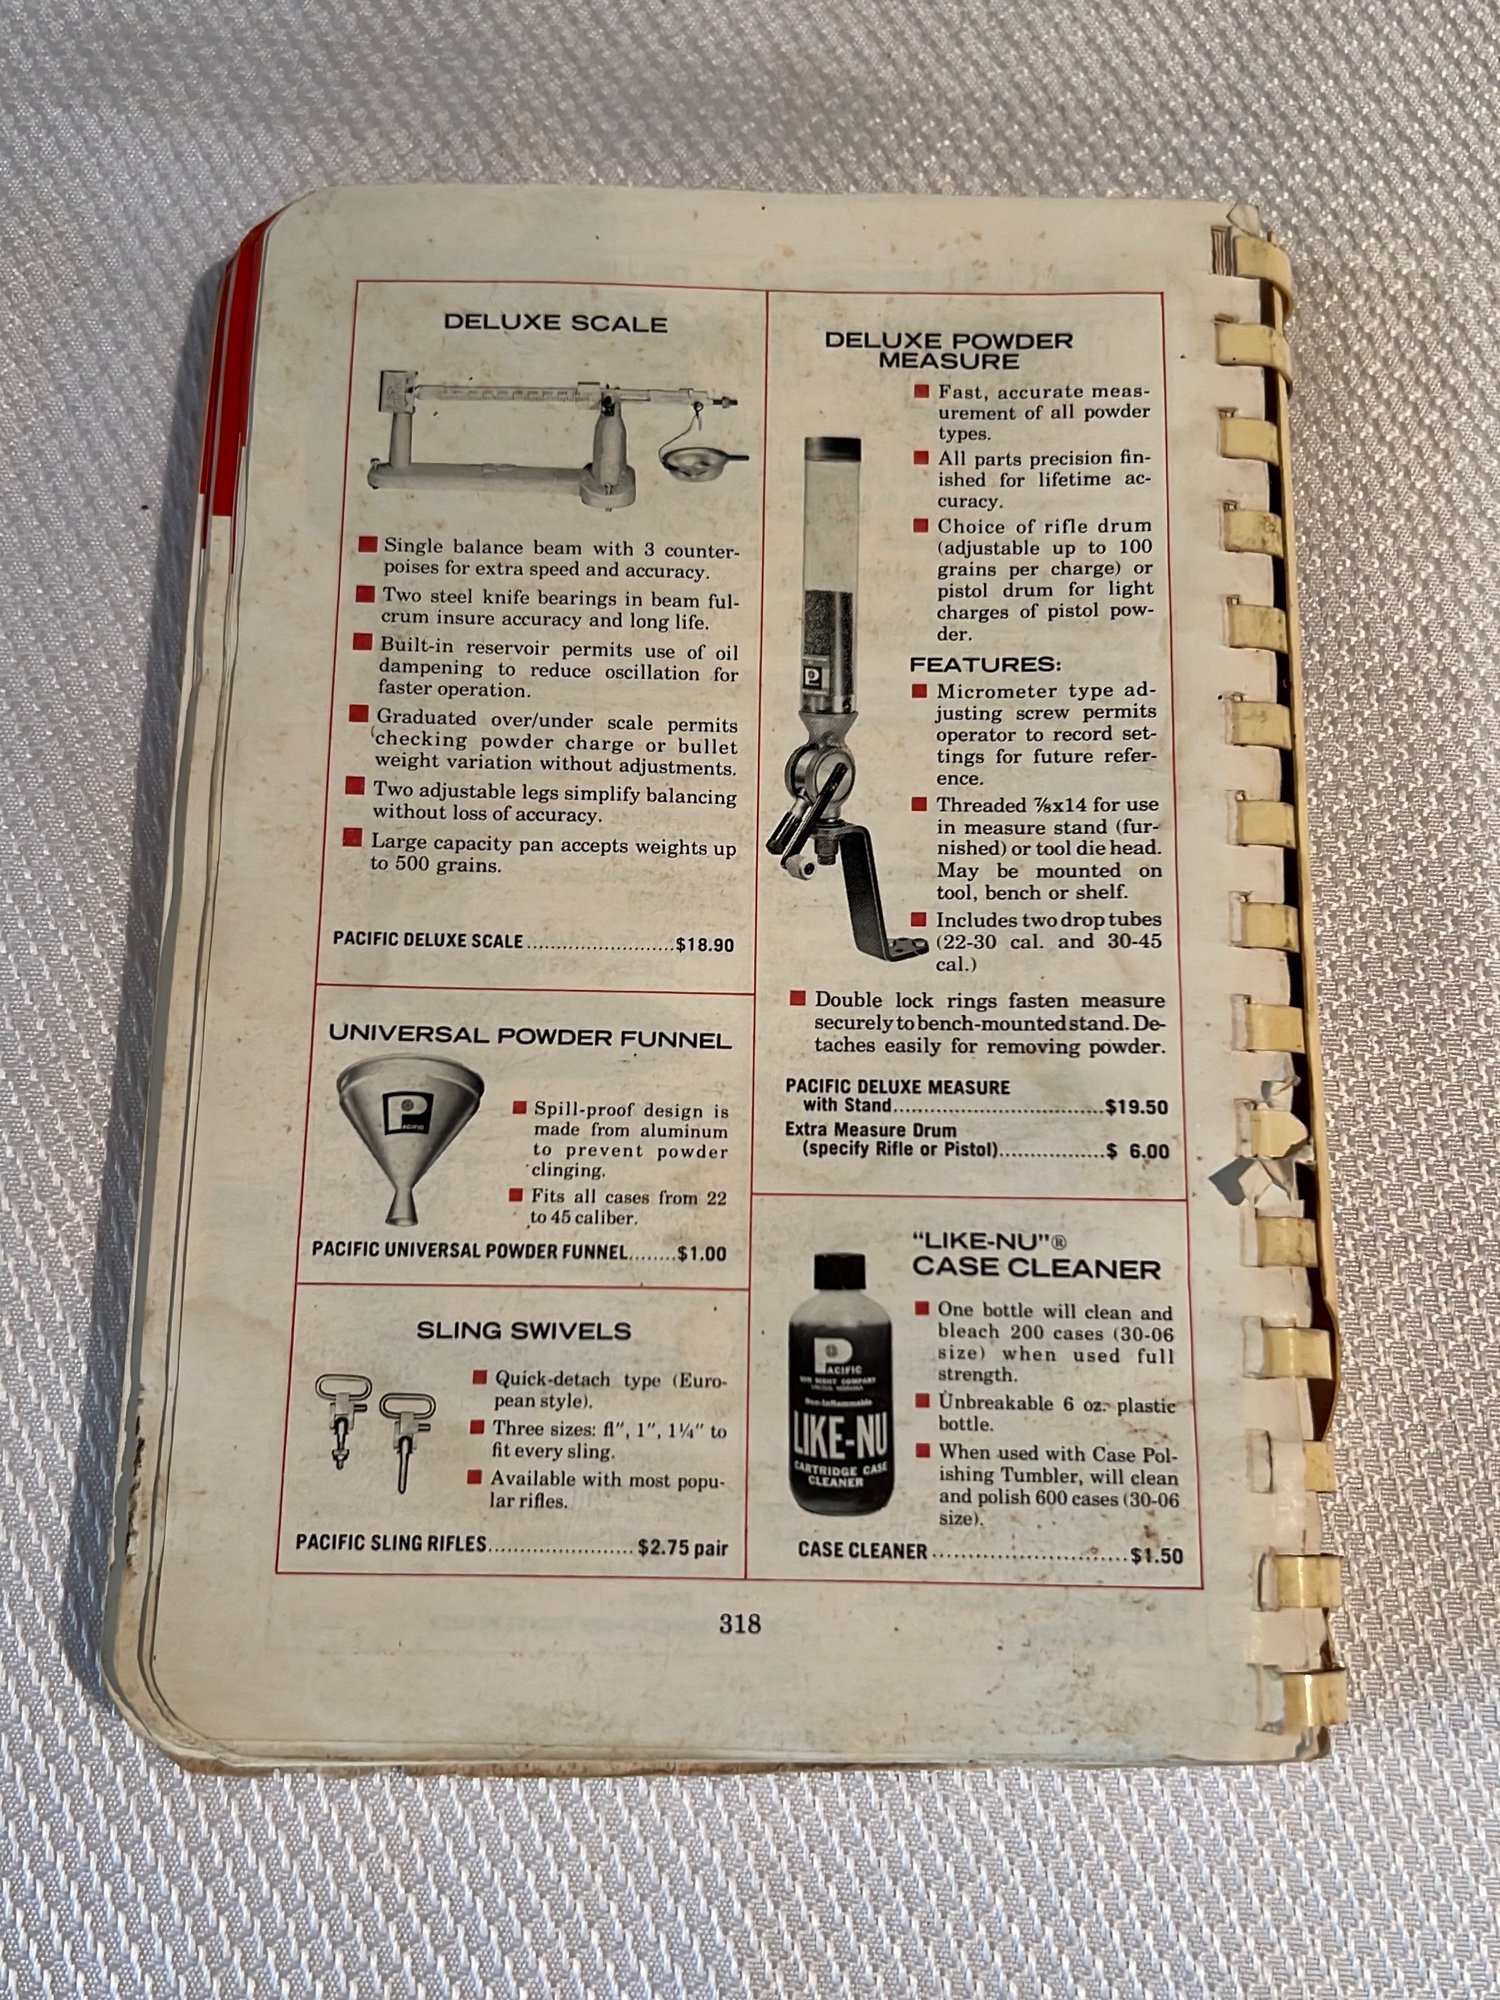 DELUXE SCALE
Single balance beam with 3 counter-
poises for extra speed and accuracy.
Two steel knife bearings in beam ful-
crum insure accuracy and long life.
Built-in reservoir permits use of oil
dampening to reduce oscillation for
faster operation.
Graduated over/under scale permits
checking powder charge or bullet
weight variation without adjustments.
Two adjustable legs simplify balancing
without loss of accuracy.
Large capacity pan accepts weights up
to 500 grains.
PACIFIC DELUXE SCALE.........................$18.90
UNIVERSAL POWDER FUNNEL
P
ACIFIC
Spill-proof design is
made from aluminum
to prevent powder
clinging.
Fits all cases from 22
to 45 caliber.
PACIFIC UNIVERSAL POWDER FUNNEL........$1.00
SLING SWIVELS
Quick-detach type (Euro-
pean style).
Three sizes: fl", 1", 1¼" to
fit every sling.
Available with most popu-
lar rifles.
PACIFIC SLING RIFLES........................$2.75 pair
DELUXE POWDER
MEASURE
Fast, accurate meas-
urement of all powder
types.
All parts precision fin-
ished for lifetime ac-
curacy.
Choice of rifle drum
(adjustable up to 100
grains per charge) or
pistol drum for light
charges of pistol pow-
der.
P
FEATURES:
Micrometer type ad-
justing screw permits
operator to record set-
tings for future refer-
ence.
Threaded ⅞x14 for use
in measure stand (fur-
nished) or tool die head.
May be mounted on
tool, bench or shelf.
Includes two drop tubes
(22-30 cal. and 30-45
cal.)
Double lock rings fasten measure
securely to bench-mounted stand. De-
taches easily for removing powder.
PACIFIC DELUXE MEASURE
with Stand...................................$19.50
Extra Measure Drum
(specify Rifle or Pistol)..................$ 6.00
"LIKE-NU"®
CASE CLEANER
PACIFIC
Non-Inflammable
LIKE-NU
CARTRIDGE CASE
CLEANER
One bottle will clean and
bleach 200 cases (30-06
size) when used full
strength.
Unbreakable 6 oz. plastic
bottle.
When used with Case Pol-
ishing Tumbler, will clean
and polish 600 cases (30-06
size).
CASE CLEANER.............................$1.50
318